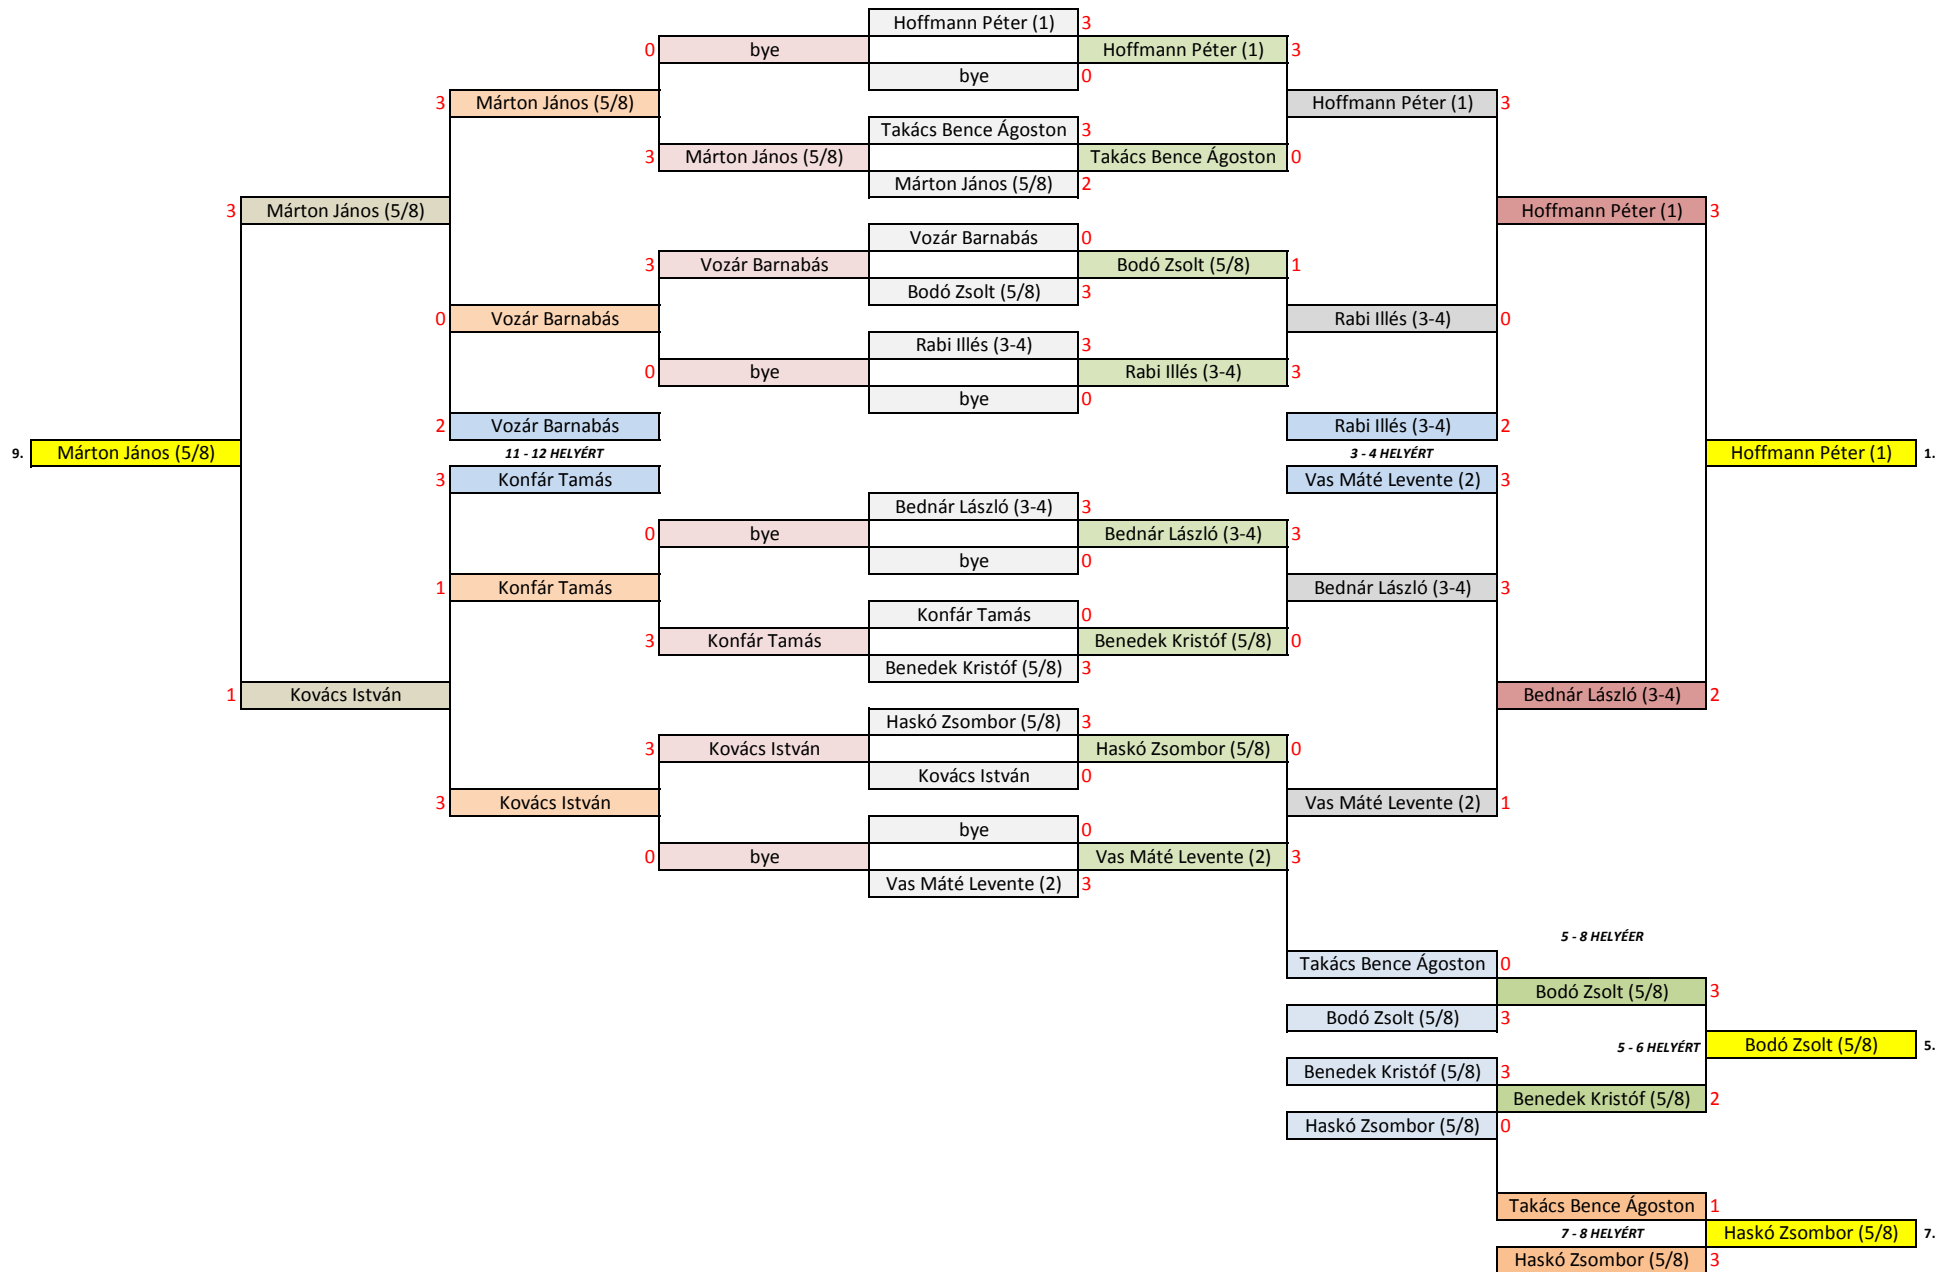 Hoffmann Péter (1) 3
0 bye Hoffmann Péter (1) 3
bye 0
3 Márton János (5/8) Hoffmann Péter (1) 3
Takács Bence Ágoston 3
3 Márton János (5/8) Takács Bence Ágoston 0
Márton János (5/8) 2
3 Márton János (5/8) Hoffmann Péter (1) 3
Vozár Barnabás 0
3 Vozár Barnabás Bodó Zsolt (5/8) 1
Bodó Zsolt (5/8) 3
0 Vozár Barnabás Rabi Illés (3-4) 0
Rabi Illés (3-4) 3
0 bye Rabi Illés (3-4) 3
bye 0
2 Vozár Barnabás Rabi Illés (3-4) 2
9. Márton János (5/8) 11 - 12 HELYÉRT 3 - 4 HELYÉRT Hoffmann Péter (1) 1.
3 Konfár Tamás Vas Máté Levente (2) 3
Bednár László (3-4) 3
0 bye Bednár László (3-4) 3
bye 0
1 Konfár Tamás Bednár László (3-4) 3
Konfár Tamás 0
3 Konfár Tamás Benedek Kristóf (5/8) 0
Benedek Kristóf (5/8) 3
1 Kovács István Bednár László (3-4) 2
Haskó Zsombor (5/8) 3
3 Kovács István Haskó Zsombor (5/8) 0
Kovács István 0
3 Kovács István Vas Máté Levente (2) 1
bye 0
0 bye Vas Máté Levente (2) 3
Vas Máté Levente (2) 3
5 - 8 HELYÉER
Takács Bence Ágoston 0
Bodó Zsolt (5/8) 3
Bodó Zsolt (5/8) 3
5 - 6 HELYÉRT Bodó Zsolt (5/8) 5.
Benedek Kristóf (5/8) 3
Benedek Kristóf (5/8) 2
Haskó Zsombor (5/8) 0
Takács Bence Ágoston 1
7 - 8 HELYÉRT Haskó Zsombor (5/8) 7.
Haskó Zsombor (5/8) 3